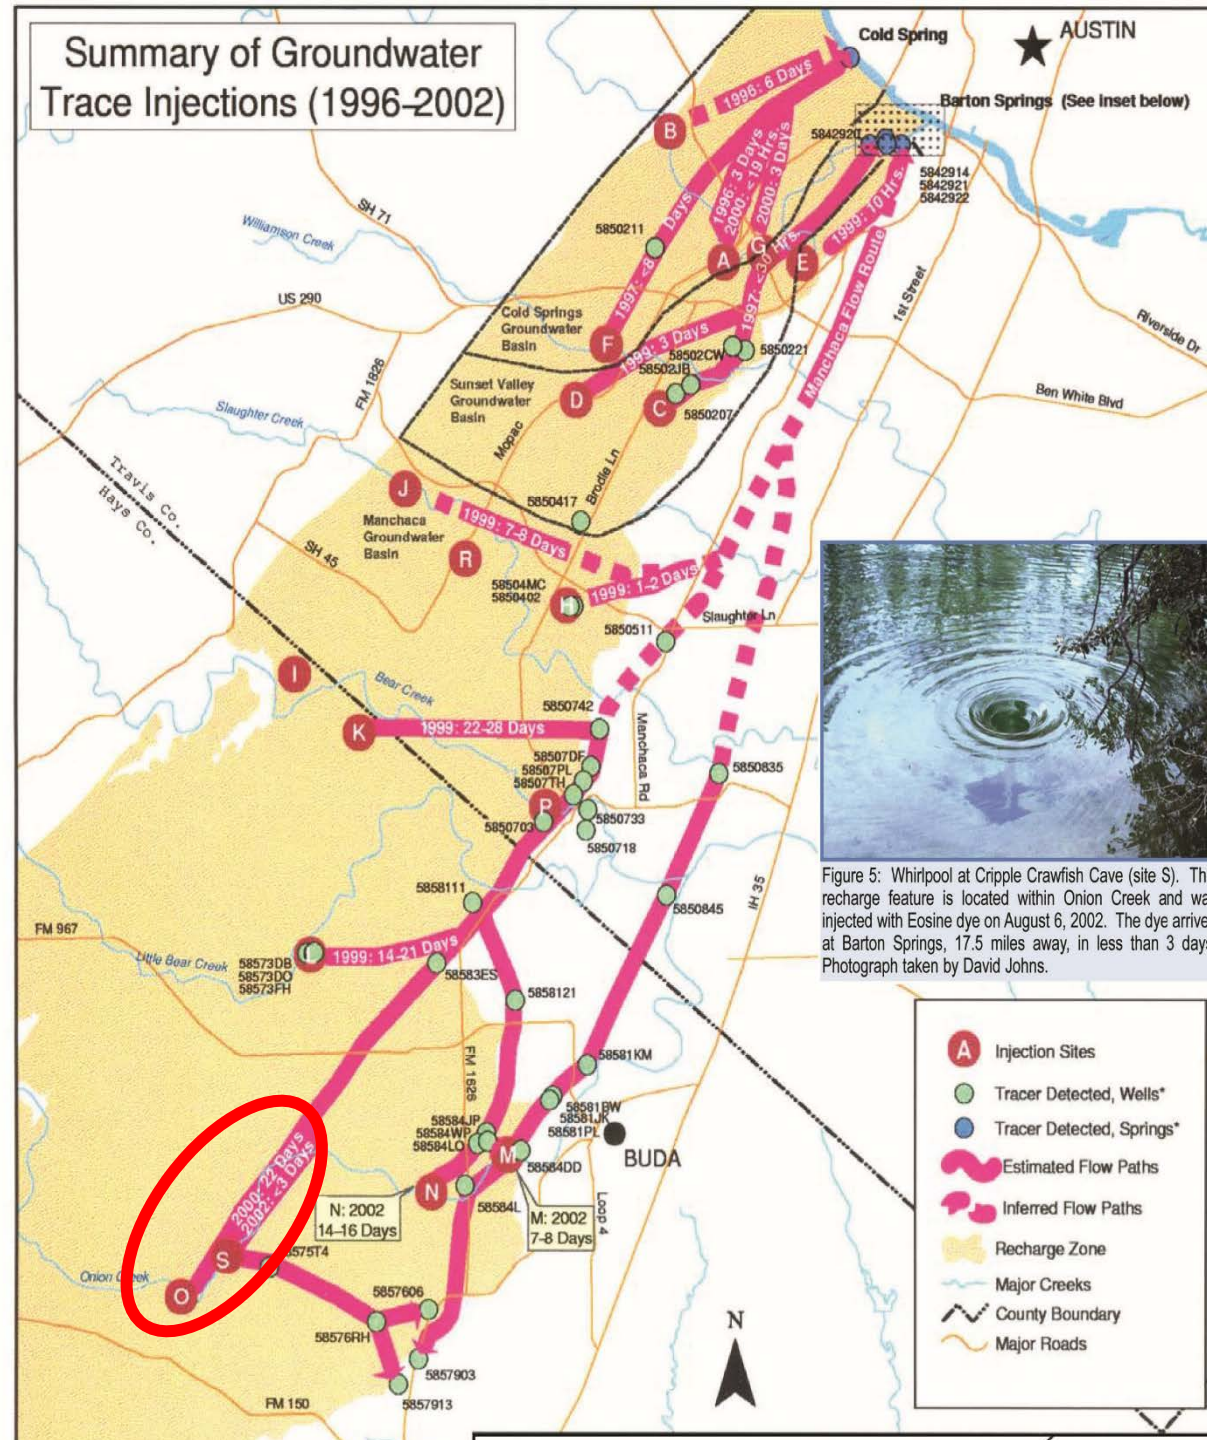 Summary of Groundwater
Trace Injections (1996–2002)
Cold Spring
AUSTIN
Barton Springs (See inset below)
1996: 6 Days
B
5842920
5842914
5842921
5842922
SH 71
Williamson Creek
5850211
1997: <8 Days
1996: 3 Days
2000: <19 Hrs.
2000: 3 Days
1999: 10 Hrs.
A
G
E
1997: <30 Hrs.
Manchaca Flow Route
1st Street
Riverside Dr
US 290
Cold Springs
Groundwater
Basin
F
1999: 3 Days
58502CW
5850221
58502JB
FM 1826
Sunset Valley
Groundwater
Basin
D
C
5850207
Ben White Blvd
Slaughter Creek
Mopac
Brodie Ln
Travis Co.
Hays Co.
J
5850417
1999: 7-8 Days
Manchaca
Groundwater
Basin
R
SH 45
58504MC
5850402
H
1999: 1-2 Days
Slaughter Ln
5850511
I
Bear Creek
5850742
K
1999: 22-28 Days
Manchaca Rd
58507DF
58507PL
58507TH
5850835
P
5850703
5850733
5850718
IH 35
Figure 5: Whirlpool at Cripple Crawfish Cave (site S). Th
recharge feature is located within Onion Creek and wa
injected with Eosine dye on August 6, 2002. The dye arrive
at Barton Springs, 17.5 miles away, in less than 3 days
Photograph taken by David Johns.
5858111
5850845
FM 967
Little Bear Creek
L
1999: 14-21 Days
58573DB
58573DO
58573FH
58583ES
5858121
FM 1626
58581KM
58581BW
58581JK
58581PL
BUDA
58584JP
58584WP
58584LO
M
58584DD
N
58584L
N: 2002
14–16 Days
M: 2002
7–8 Days
Loop 4
2000: 22 Days
2002: <3 Days
S
575T4
Onion Creek
O
5857606
58576RH
5857903
5857913
FM 150
N
A
Injection Sites
Tracer Detected, Wells*
Tracer Detected, Springs*
Estimated Flow Paths
Inferred Flow Paths
Recharge Zone
Major Creeks
County Boundary
Major Roads